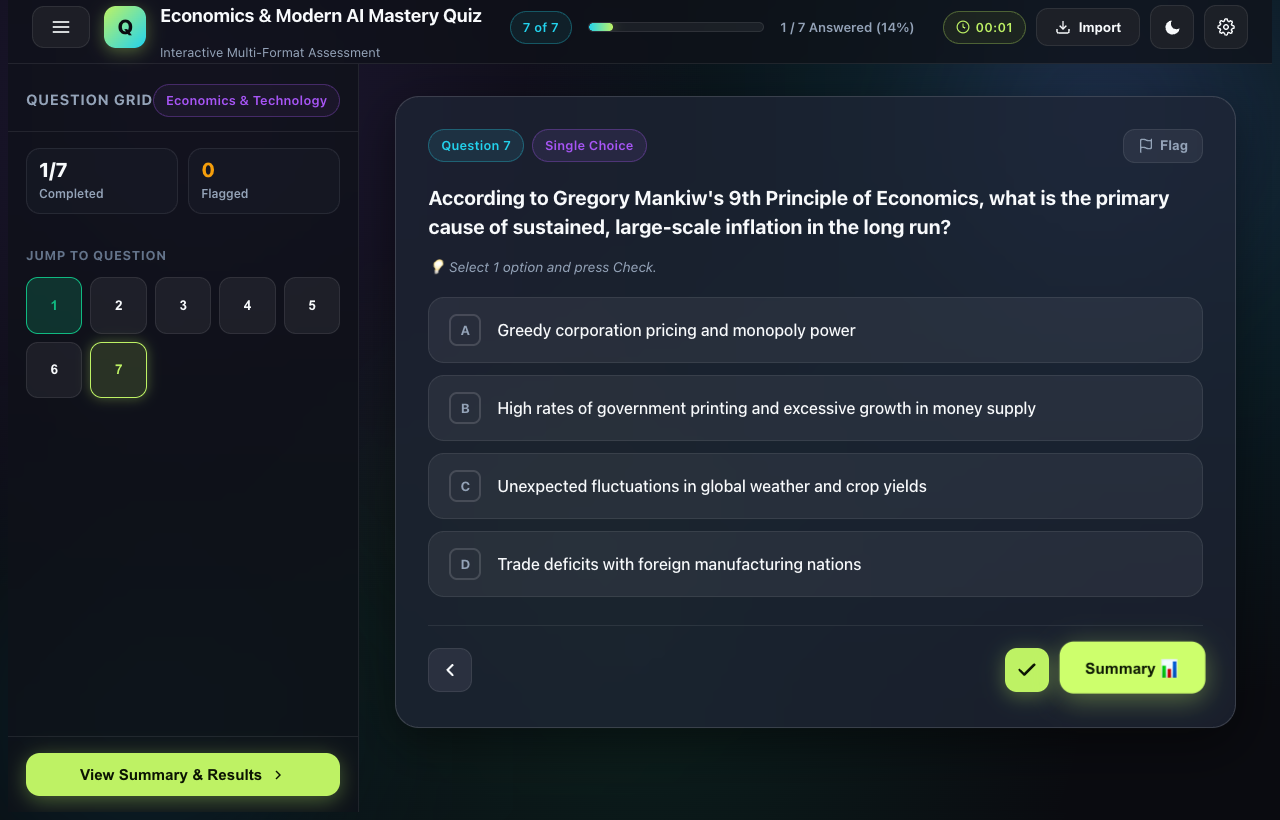 Q
Economics & Modern AI Mastery Quiz
Interactive Multi-Format Assessment
7 of 7
1 / 7 Answered (14%)
00:01
Import
QUESTION GRID
Economics & Technology
1/7
Completed
0
Flagged
JUMP TO QUESTION
1
2
3
4
5
6
7
View Summary & Results
Question 7
Single Choice
Flag
According to Gregory Mankiw's 9th Principle of Economics, what is the primary
cause of sustained, large-scale inflation in the long run?
Select 1 option and press Check.
A
Greedy corporation pricing and monopoly power
B
High rates of government printing and excessive growth in money supply
C
Unexpected fluctuations in global weather and crop yields
D
Trade deficits with foreign manufacturing nations
Summary